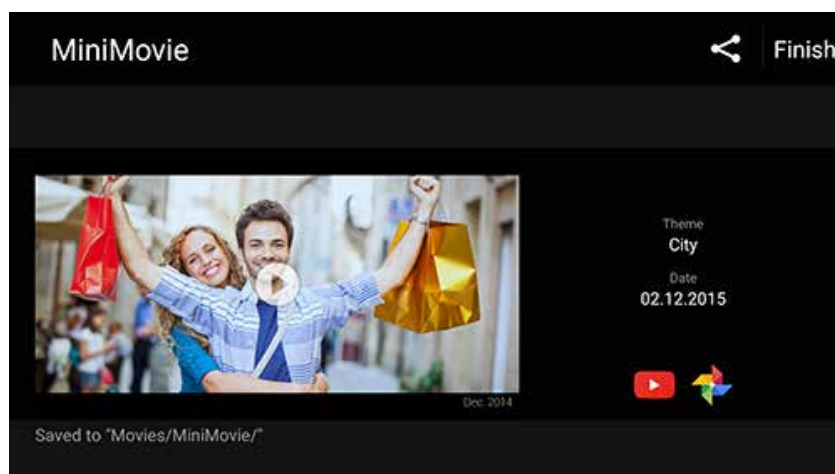 MiniMovie
Finish
Theme
City
Date
02.12.2015
Dec. 2014
Saved to "Movies/MiniMovie/"